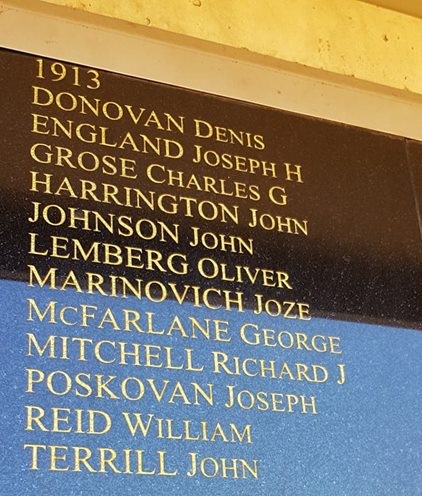 1913
DONOVAN DENIS
ENGLAND JOSEPH H
GROSE CHARLES G
HARRINGTON JOHN
JOHNSON JOHN
LEMBERG OLIVER
MARINOVICH JOZE
MCFARLANE GEORGE
MITCHELL RICHARD J
POSKOVAN JOSEPH
REID WILLIAM
TERRILL JOHN